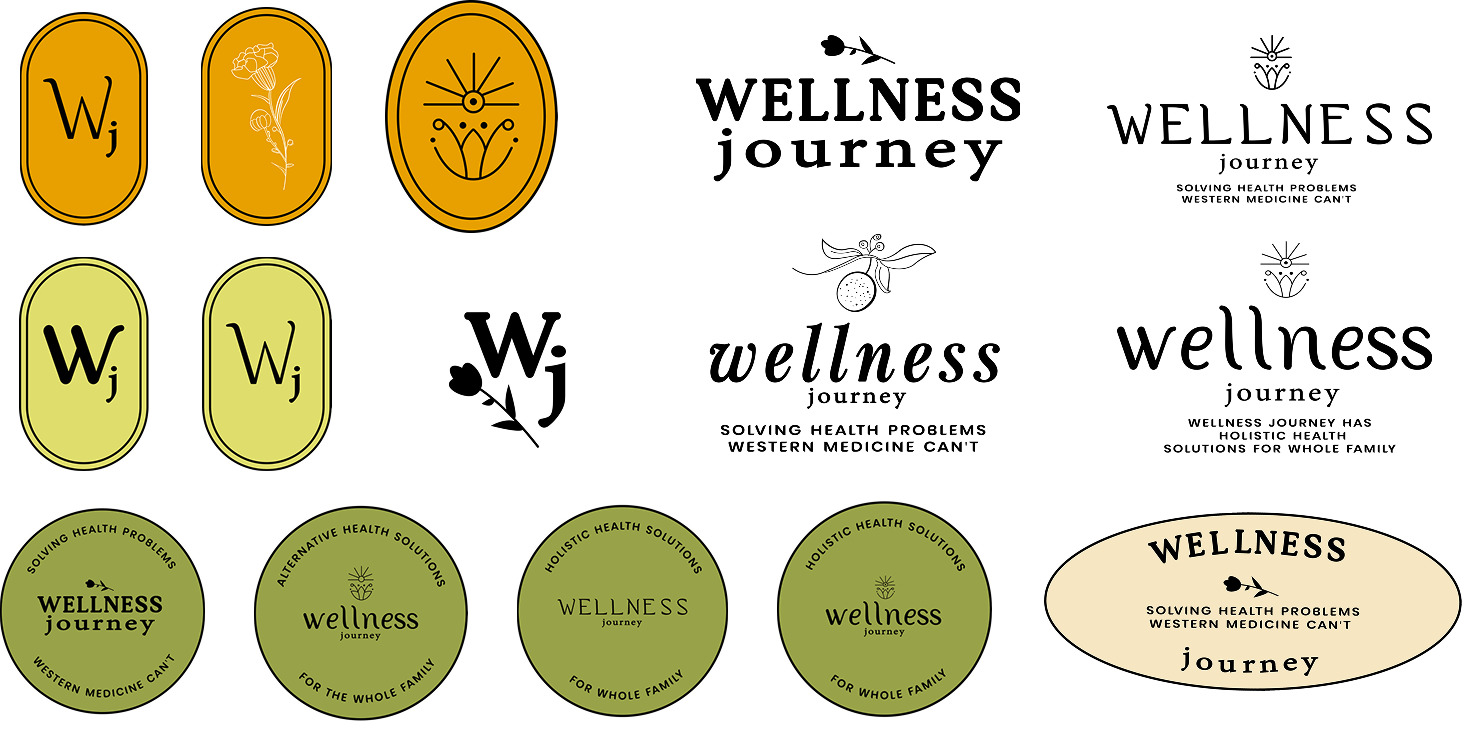 Wj
WELLNESS
journey
WELLNESS
journey
SOLVING HEALTH PROBLEMS
WESTERN MEDICINE CAN'T
Wj
Wj
Wj
wellness
journey
SOLVING HEALTH PROBLEMS
WESTERN MEDICINE CAN'T
wellness
journey
WELLNESS JOURNEY HAS
HOLISTIC HEALTH
SOLUTIONS FOR WHOLE FAMILY
SOLVING HEALTH PROBLEMS
WELLNESS
journey
WESTERN MEDICINE CAN'T
ALTERNATIVE HEALTH SOLUTIONS
wellness
journey
FOR THE WHOLE FAMILY
HOLISTIC HEALTH SOLUTIONS
WELLNESS
journey
FOR WHOLE FAMILY
HOLISTIC HEALTH SOLUTIONS
wellness
journey
FOR WHOLE FAMILY
WELLNESS
SOLVING HEALTH PROBLEMS
WESTERN MEDICINE CAN'T
journey